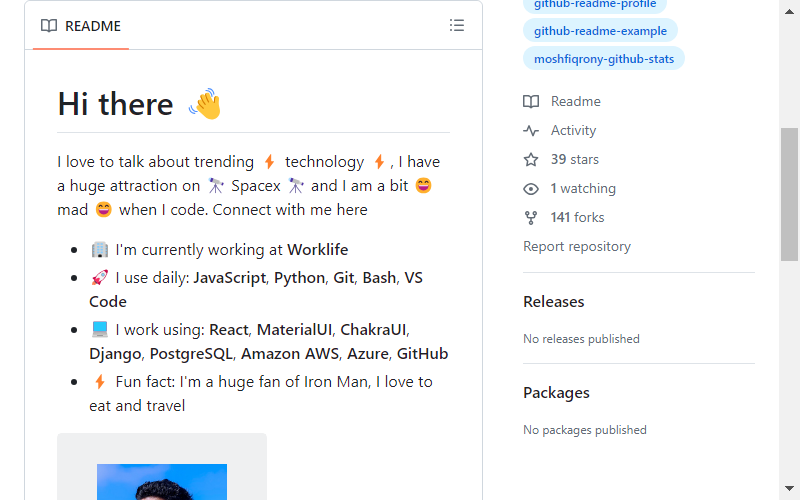 README
Hi there 👋
I love to talk about trending ⚡ technology ⚡, I have
a huge attraction on 🔭 Spacex 🔭 and I am a bit 😄
mad 😄 when I code. Connect with me here
• 🏢 I'm currently working at Worklife
• 🚀 I use daily: JavaScript, Python, Git, Bash, VS
Code
• 💻 I work using: React, MaterialUI, ChakraUI,
Django, PostgreSQL, Amazon AWS, Azure, GitHub
• ⚡ Fun fact: I'm a huge fan of Iron Man, I love to
eat and travel
github-readme-profile
github-readme-example
moshfiqrony-github-stats
Readme
Activity
39 stars
1 watching
141 forks
Report repository
Releases
No releases published
Packages
No packages published